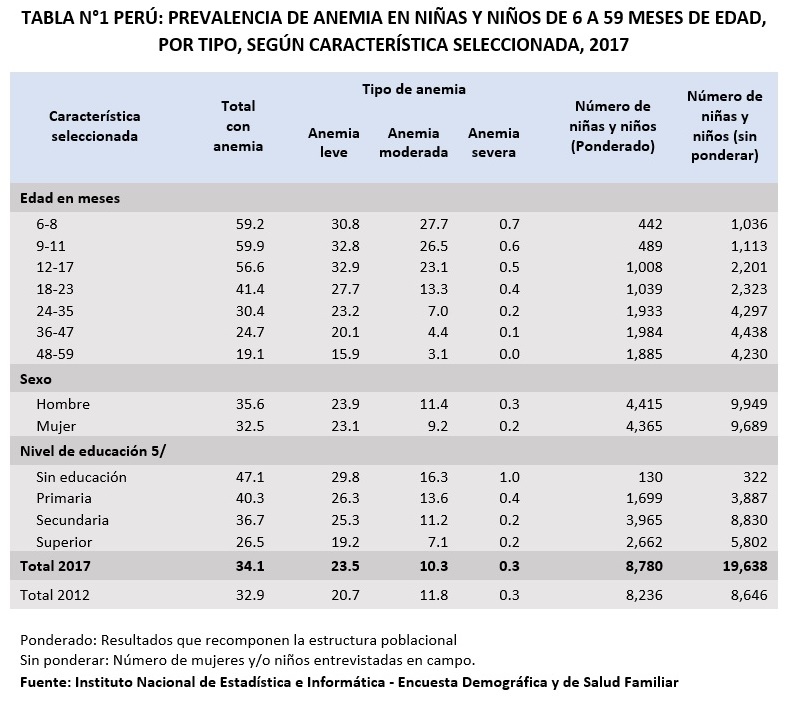 TABLA N°1 PERÚ: PREVALENCIA DE ANEMIA EN NIÑAS Y NIÑOS DE 6 A 59 MESES DE EDAD,
POR TIPO, SEGÚN CARACTERÍSTICA SELECCIONADA, 2017
Característica seleccionada Total con anemia Tipo de anemia Número de niñas y niños (Ponderado) Número de niñas y niños (sin ponderar)
Anemia leve Anemia moderada Anemia severa
Edad en meses
6-8 59.2 30.8 27.7 0.7 442 1,036
9-11 59.9 32.8 26.5 0.6 489 1,113
12-17 56.6 32.9 23.1 0.5 1,008 2,201
18-23 41.4 27.7 13.3 0.4 1,039 2,323
24-35 30.4 23.2 7.0 0.2 1,933 4,297
36-47 24.7 20.1 4.4 0.1 1,984 4,438
48-59 19.1 15.9 3.1 0.0 1,885 4,230
Sexo
Hombre 35.6 23.9 11.4 0.3 4,415 9,949
Mujer 32.5 23.1 9.2 0.2 4,365 9,689
Nivel de educación 5/
Sin educación 47.1 29.8 16.3 1.0 130 322
Primaria 40.3 26.3 13.6 0.4 1,699 3,887
Secundaria 36.7 25.3 11.2 0.2 3,965 8,830
Superior 26.5 19.2 7.1 0.2 2,662 5,802
Total 2017 34.1 23.5 10.3 0.3 8,780 19,638
Total 2012 32.9 20.7 11.8 0.3 8,236 8,646
Ponderado: Resultados que recomponen la estructura poblacional
Sin ponderar: Número de mujeres y/o niños entrevistadas en campo.
Fuente: Instituto Nacional de Estadística e Informática - Encuesta Demográfica y de Salud Familiar